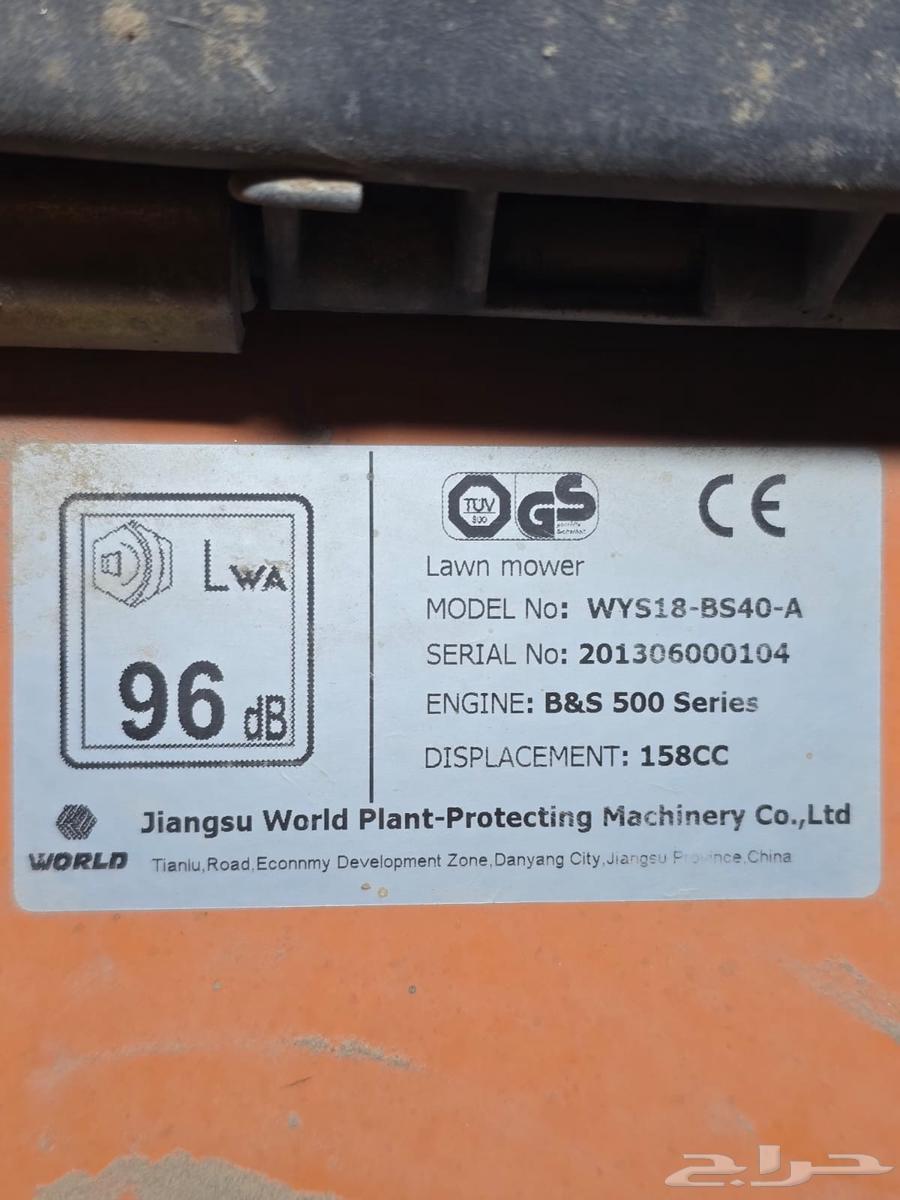 LWA
96 dB
TÜV
SÜD
GS
CE
Lawn mower
MODEL No: WYS18-BS40-A
SERIAL No: 201306000104
ENGINE: B&S 500 Series
DISPLACEMENT: 158CC
Jiangsu World Plant-Protecting Machinery Co.,Ltd
WORLD
Tianlu,Road,Econnmy Development Zone,Danyang City,Jiangsu Province,China
حراج